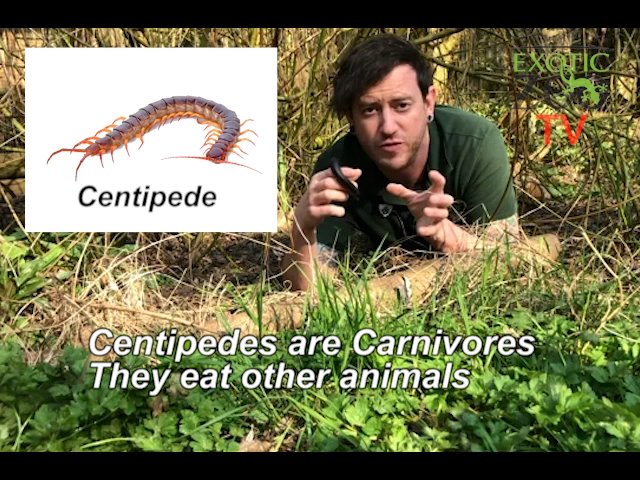 EXOTIC
TV
Centipede
Centipedes are Carnivores
They eat other animals